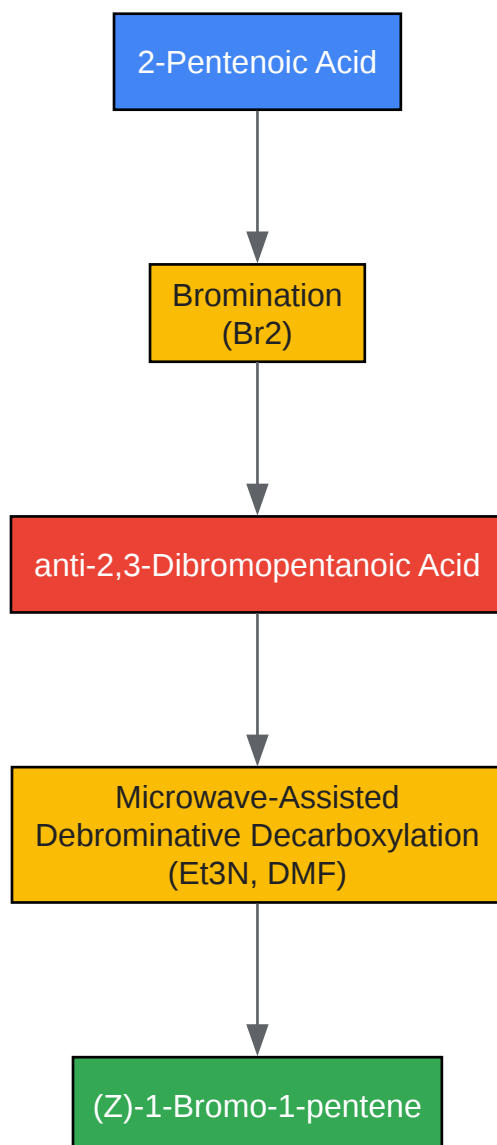 2-Pentenoic Acid
Bromination
(Br2)
anti-2,3-Dibromopentanoic Acid
Microwave-Assisted
Debrominative Decarboxylation
(Et3N, DMF)
(Z)-1-Bromo-1-pentene